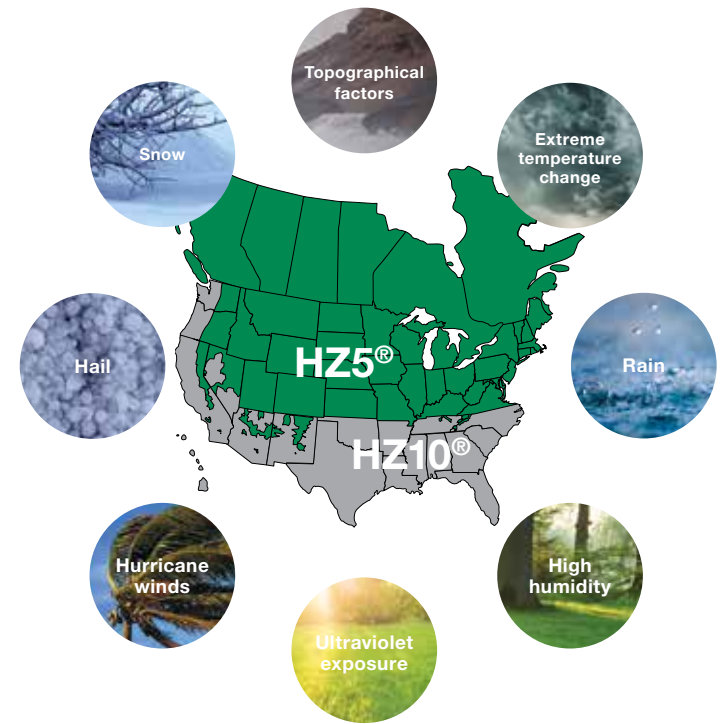 Topographical
factors
Snow
Extreme
temperature
change
HZ5®
Hail
Rain
HZ10®
Hurricane
winds
High
humidity
Ultraviolet
exposure